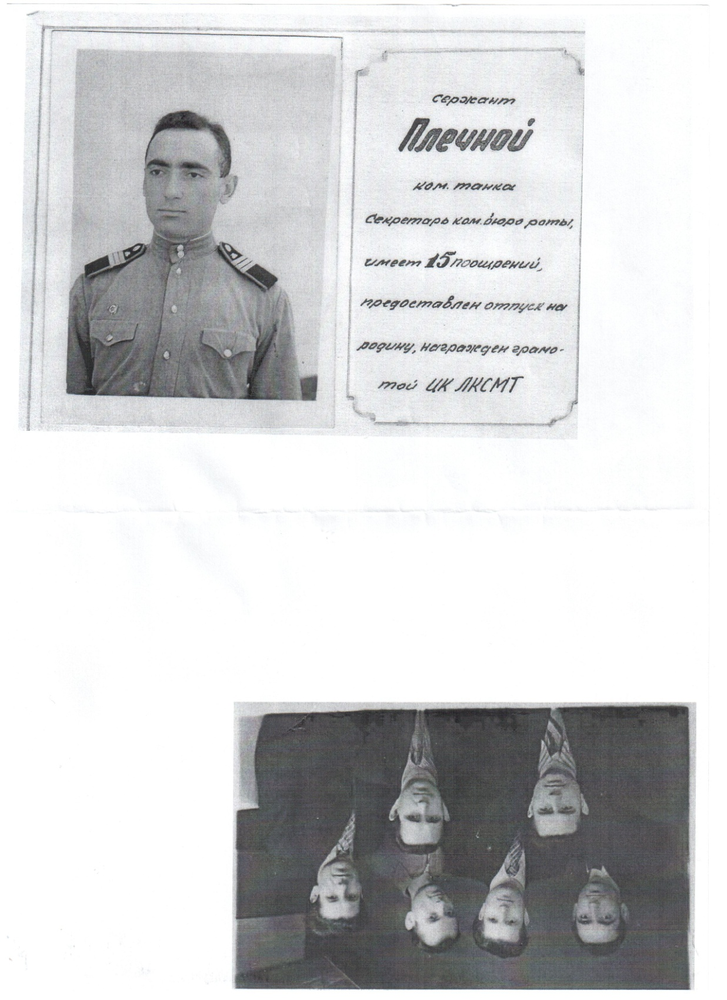 сержант
Плечной
ком. танка
Секретарь ком.бюро роты,
имеет 15 поощрений,
предоставлен отпуск на
родину, награжден грамо-
той ЦК ЛКСМТ